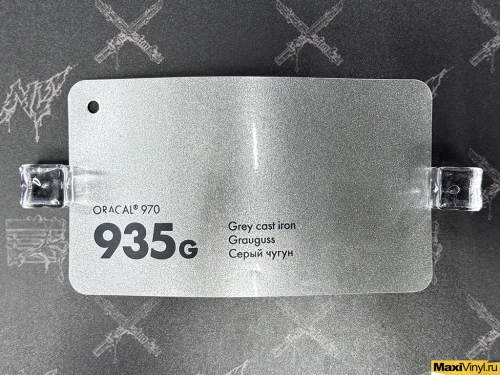 ORACAL® 970
935G
Grey cast iron
Grauguss
Серый чугун
MaxiVinyl.ru